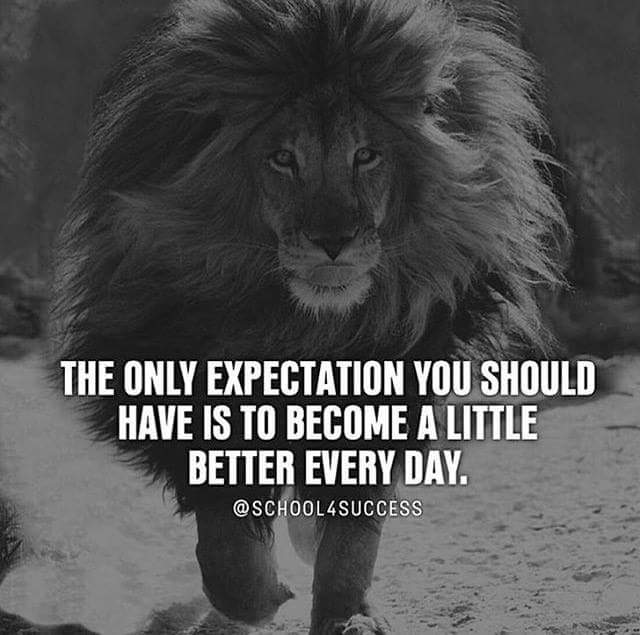 THE ONLY EXPECTATION YOU SHOULD
HAVE IS TO BECOME A LITTLE
BETTER EVERY DAY.
@SCHOOL4SUCCESS